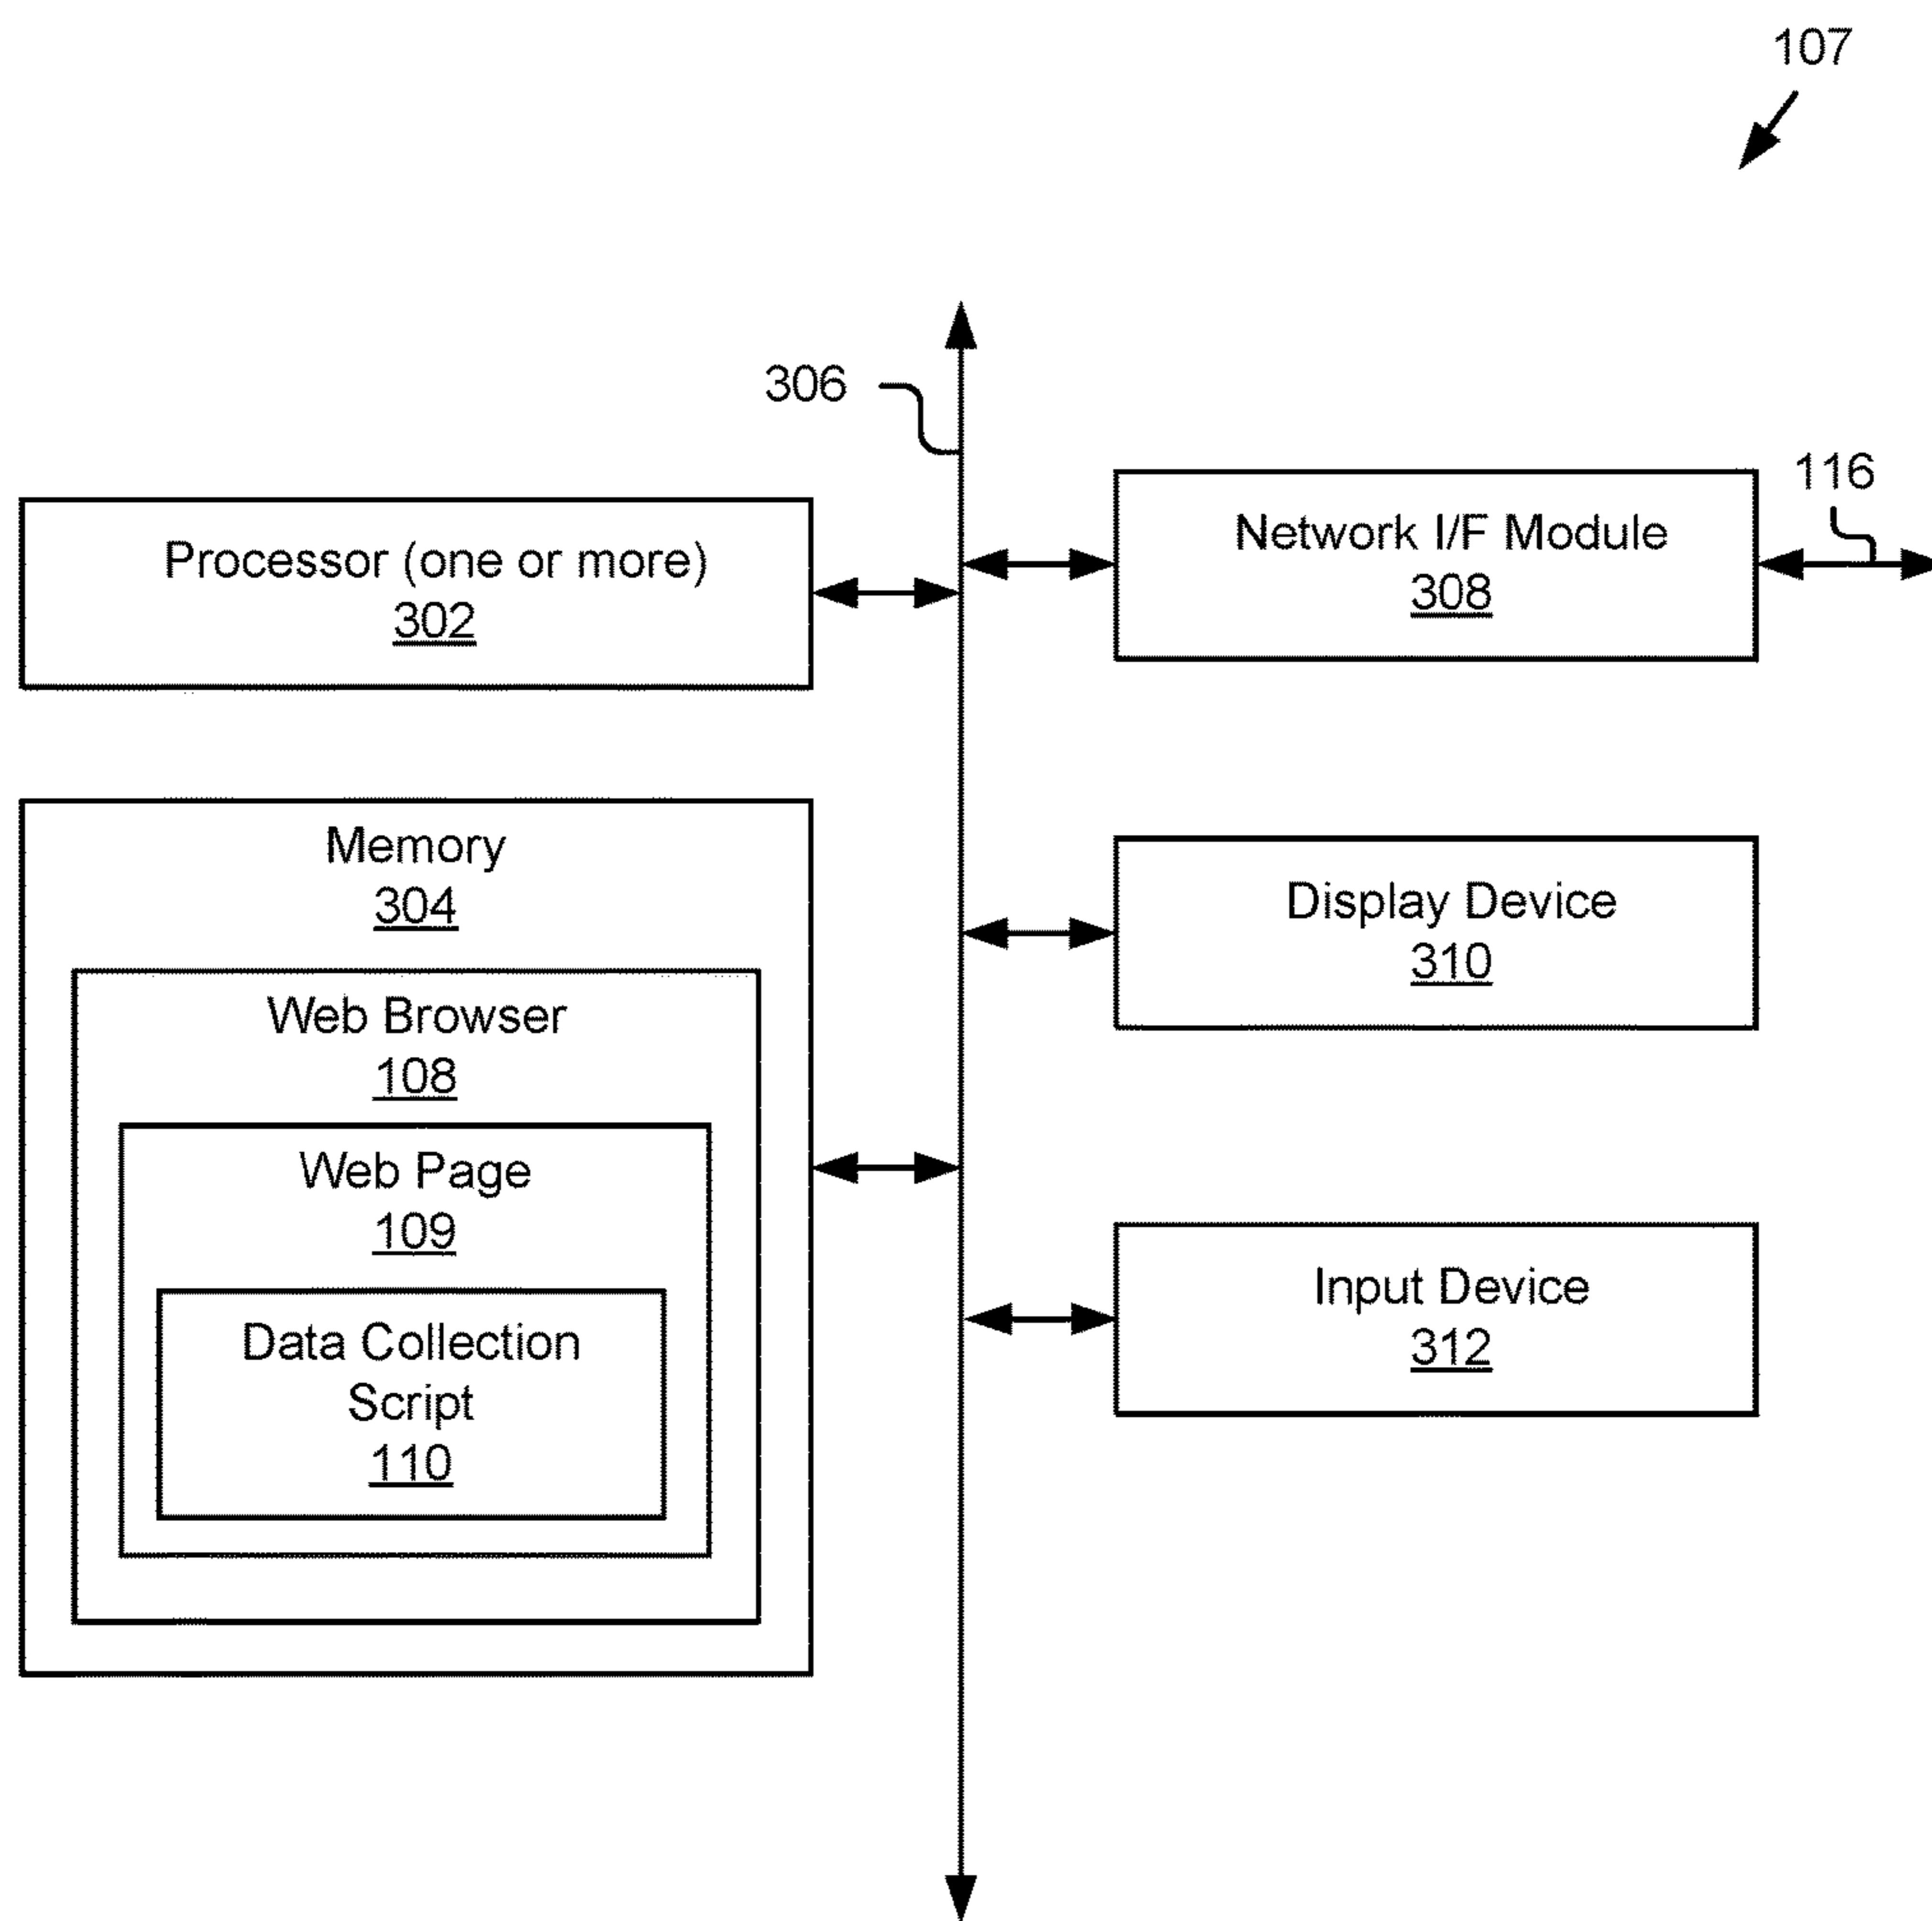 107
306
116
Processor (one or more)
302
Network I/F Module
308
Memory
304
Web Browser
108
Web Page
109
Data Collection
Script
110
Display Device
310
Input Device
312